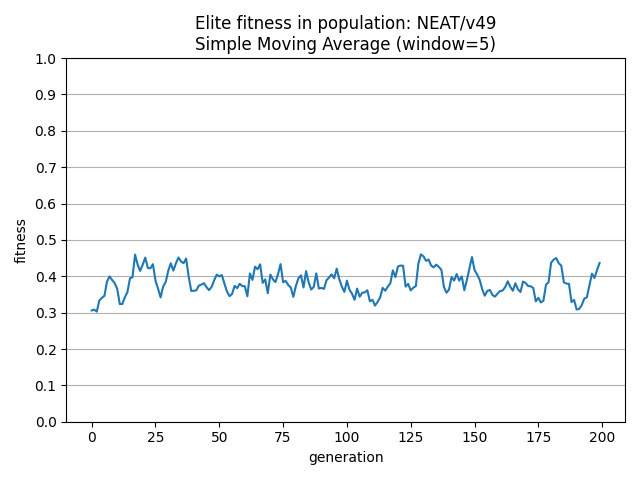 Elite fitness in population: NEAT/v49
Simple Moving Average (window=5)
1.0
0.9
0.8
0.7
0.6
0.5
0.4
0.3
0.2
0.1
0.0
fitness
0 25 50 75 100 125 150 175 200
generation